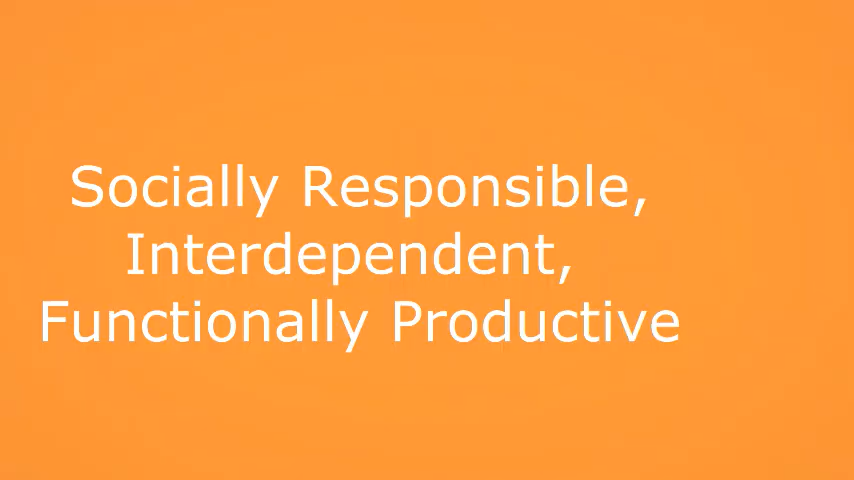 Socially Responsible,
Interdependent,
Functionally Productive